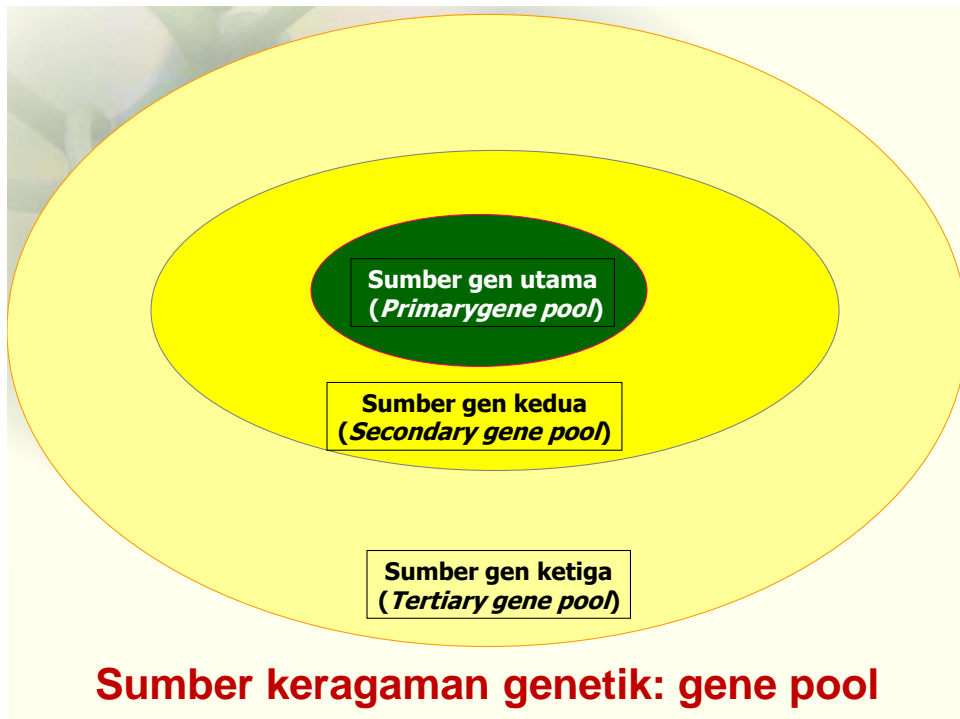 Sumber gen utama
(Primarygene pool)
Sumber gen kedua
(Secondary gene pool)
Sumber gen ketiga
(Tertiary gene pool)
Sumber keragaman genetik: gene pool